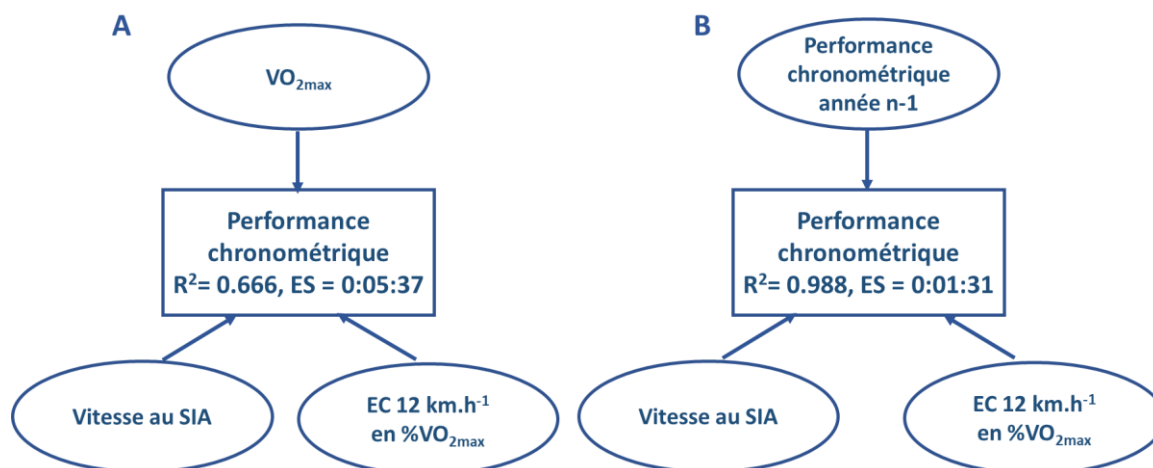 A
VO2max
Performance
chronométrique
R²= 0.666, ES = 0:05:37
Vitesse au SIA
EC 12 km.h⁻¹
en %VO2max
B
Performance
chronométrique
année n-1
Performance
chronométrique
R²= 0.988, ES = 0:01:31
Vitesse au SIA
EC 12 km.h⁻¹
en %VO2max